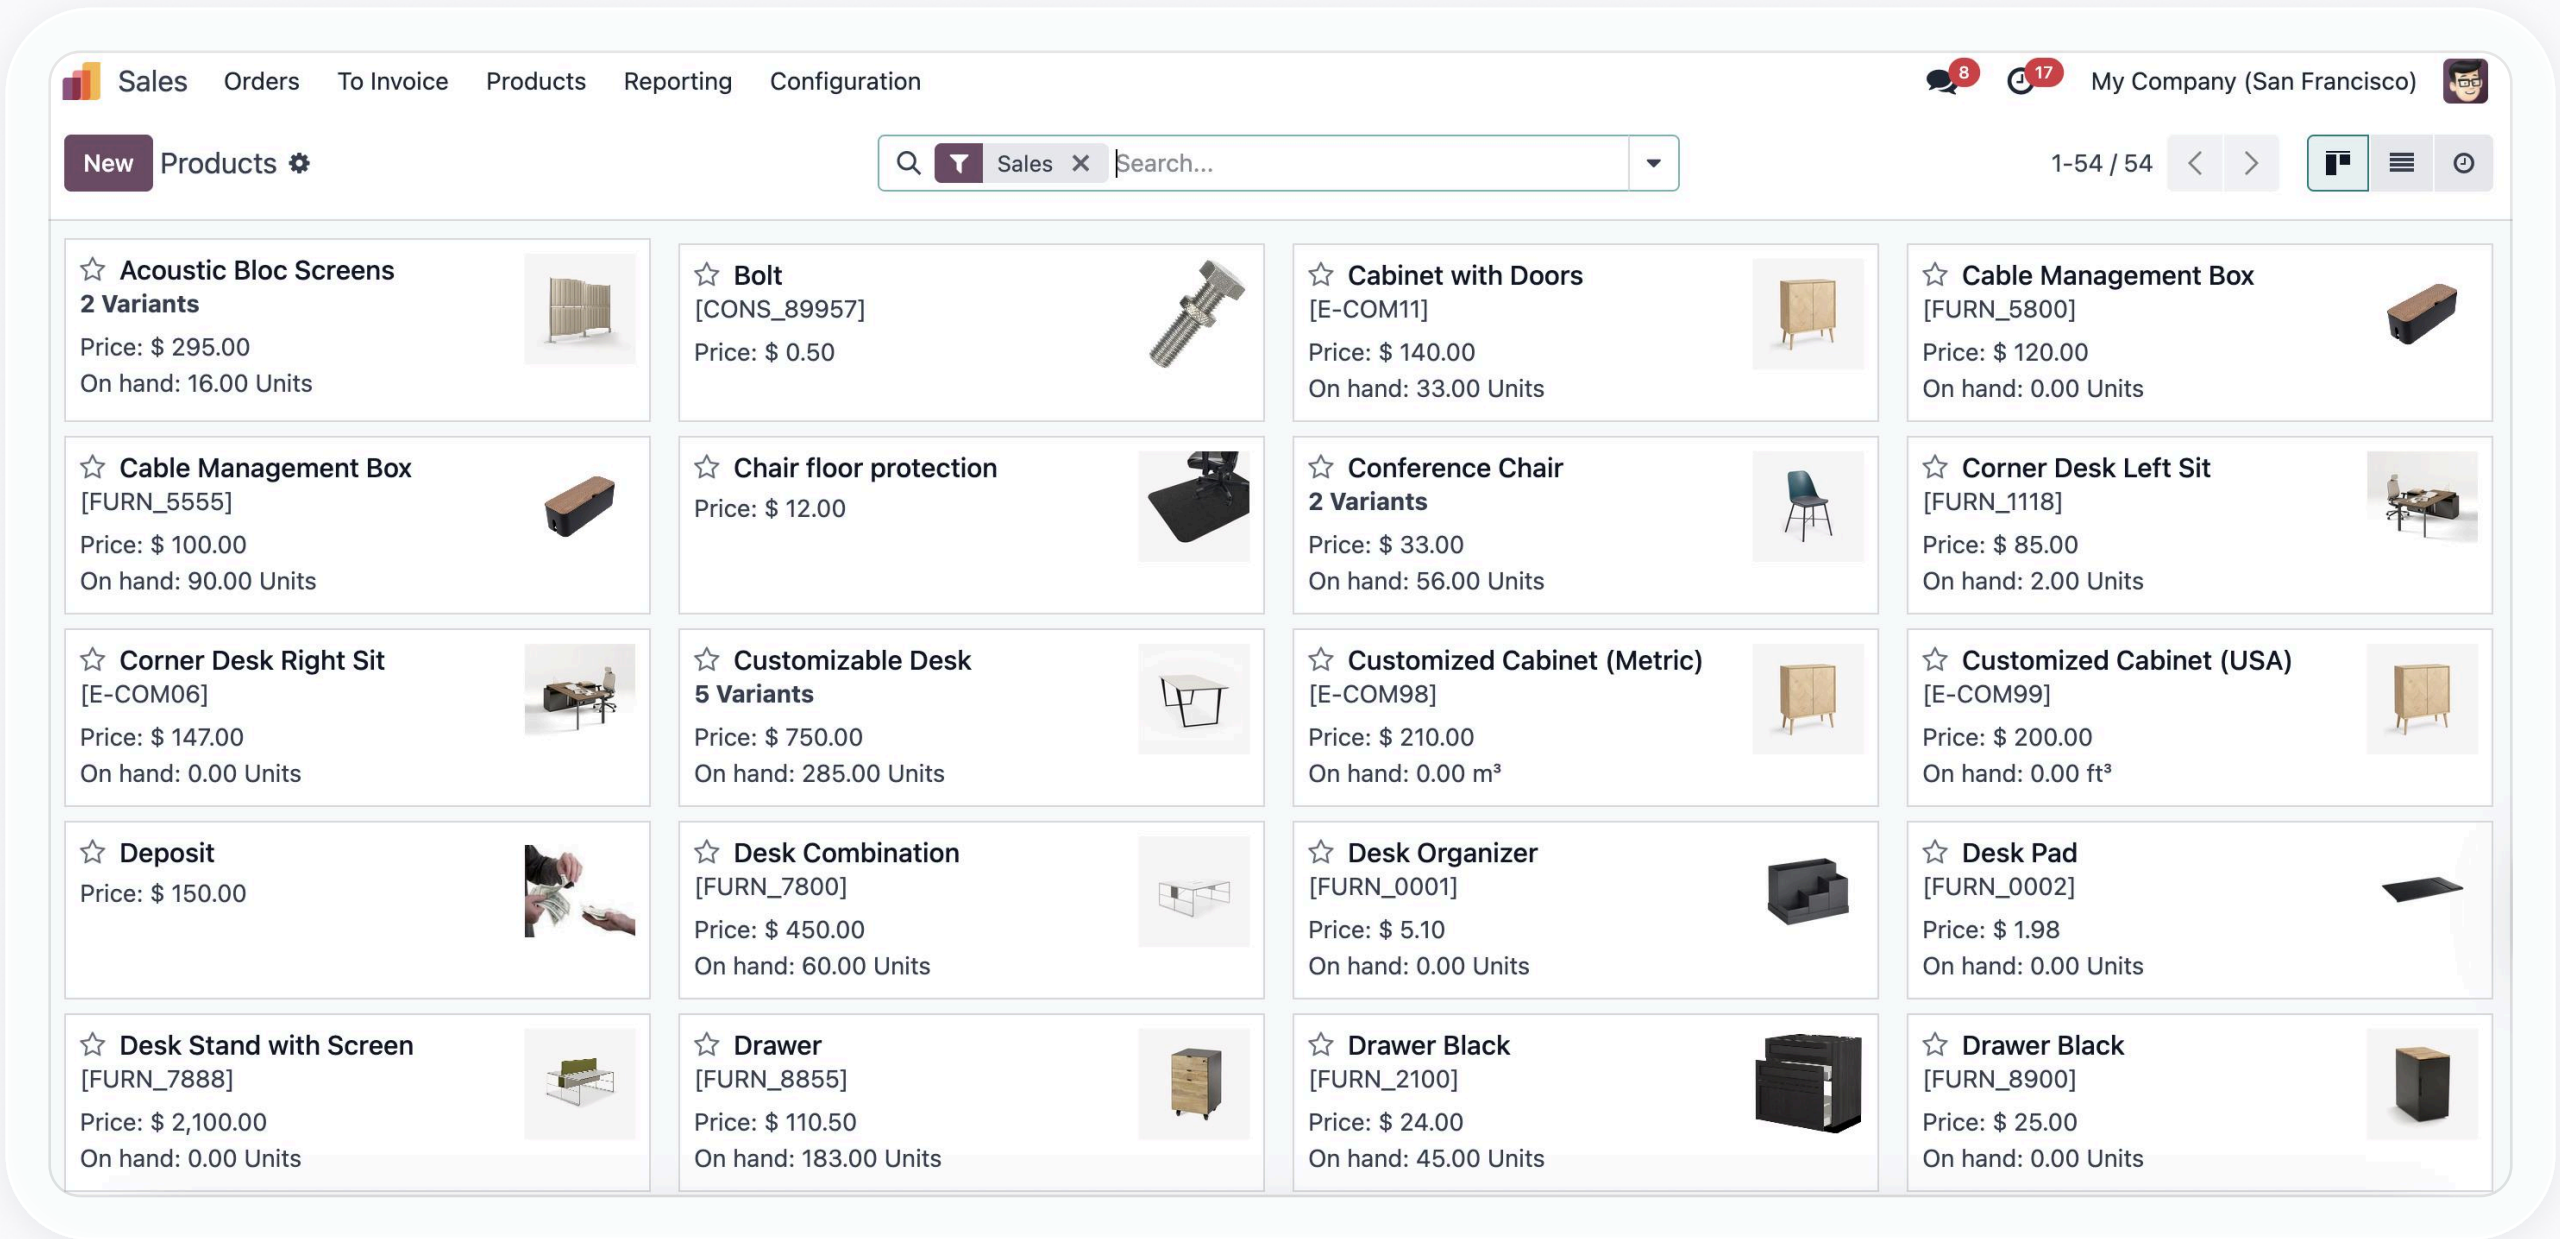 Sales Orders To Invoice Products Reporting Configuration 8 17 My Company (San Francisco)
New Products Sales Search... 1-54 / 54
Acoustic Bloc Screens
2 Variants
Price: $ 295.00
On hand: 16.00 Units
Bolt
[CONS_89957]
Price: $ 0.50
Cabinet with Doors
[E-COM11]
Price: $ 140.00
On hand: 33.00 Units
Cable Management Box
[FURN_5800]
Price: $ 120.00
On hand: 0.00 Units
Cable Management Box
[FURN_5555]
Price: $ 100.00
On hand: 90.00 Units
Chair floor protection
Price: $ 12.00
Conference Chair
2 Variants
Price: $ 33.00
On hand: 56.00 Units
Corner Desk Left Sit
[FURN_1118]
Price: $ 85.00
On hand: 2.00 Units
Corner Desk Right Sit
[E-COM06]
Price: $ 147.00
On hand: 0.00 Units
Customizable Desk
5 Variants
Price: $ 750.00
On hand: 285.00 Units
Customized Cabinet (Metric)
[E-COM98]
Price: $ 210.00
On hand: 0.00 m³
Customized Cabinet (USA)
[E-COM99]
Price: $ 200.00
On hand: 0.00 ft³
Deposit
Price: $ 150.00
Desk Combination
[FURN_7800]
Price: $ 450.00
On hand: 60.00 Units
Desk Organizer
[FURN_0001]
Price: $ 5.10
On hand: 0.00 Units
Desk Pad
[FURN_0002]
Price: $ 1.98
On hand: 0.00 Units
Desk Stand with Screen
[FURN_7888]
Price: $ 2,100.00
On hand: 0.00 Units
Drawer
[FURN_8855]
Price: $ 110.50
On hand: 183.00 Units
Drawer Black
[FURN_2100]
Price: $ 24.00
On hand: 45.00 Units
Drawer Black
[FURN_8900]
Price: $ 25.00
On hand: 0.00 Units